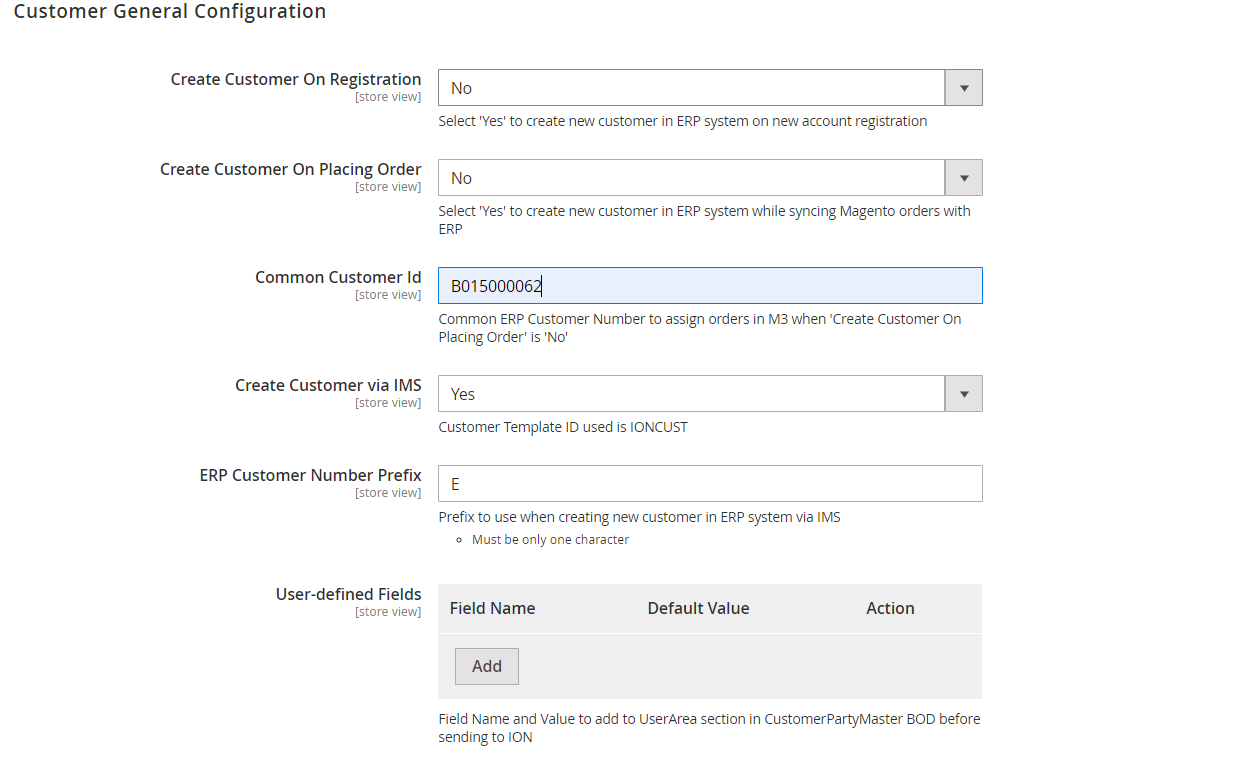 Customer General Configuration
Create Customer On Registration
[store view]
No
Select 'Yes' to create new customer in ERP system on new account registration
Create Customer On Placing Order
[store view]
No
Select 'Yes' to create new customer in ERP system while syncing Magento orders with
ERP
Common Customer Id
[store view]
B015000062
Common ERP Customer Number to assign orders in M3 when 'Create Customer On
Placing Order' is 'No'
Create Customer via IMS
[store view]
Yes
Customer Template ID used is IONCUST
ERP Customer Number Prefix
[store view]
E
Prefix to use when creating new customer in ERP system via IMS
Must be only one character
User-defined Fields
[store view]
Field Name Default Value Action
Add
Field Name and Value to add to UserArea section in CustomerPartyMaster BOD before
sending to ION